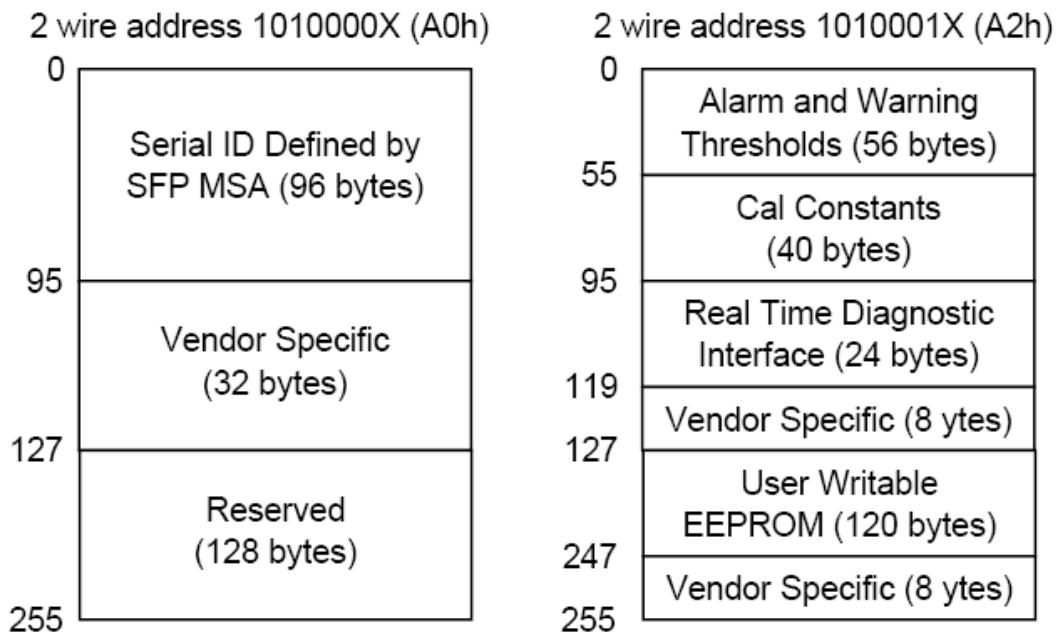 2 wire address 1010000X (A0h)
0
Serial ID Defined by
SFP MSA (96 bytes)
95
Vendor Specific
(32 bytes)
127
Reserved
(128 bytes)
255
2 wire address 1010001X (A2h)
0
Alarm and Warning
Thresholds (56 bytes)
55
Cal Constants
(40 bytes)
95
Real Time Diagnostic
Interface (24 bytes)
119
Vendor Specific (8 ytes)
127
User Writable
EEPROM (120 bytes)
247
Vendor Specific (8 ytes)
255